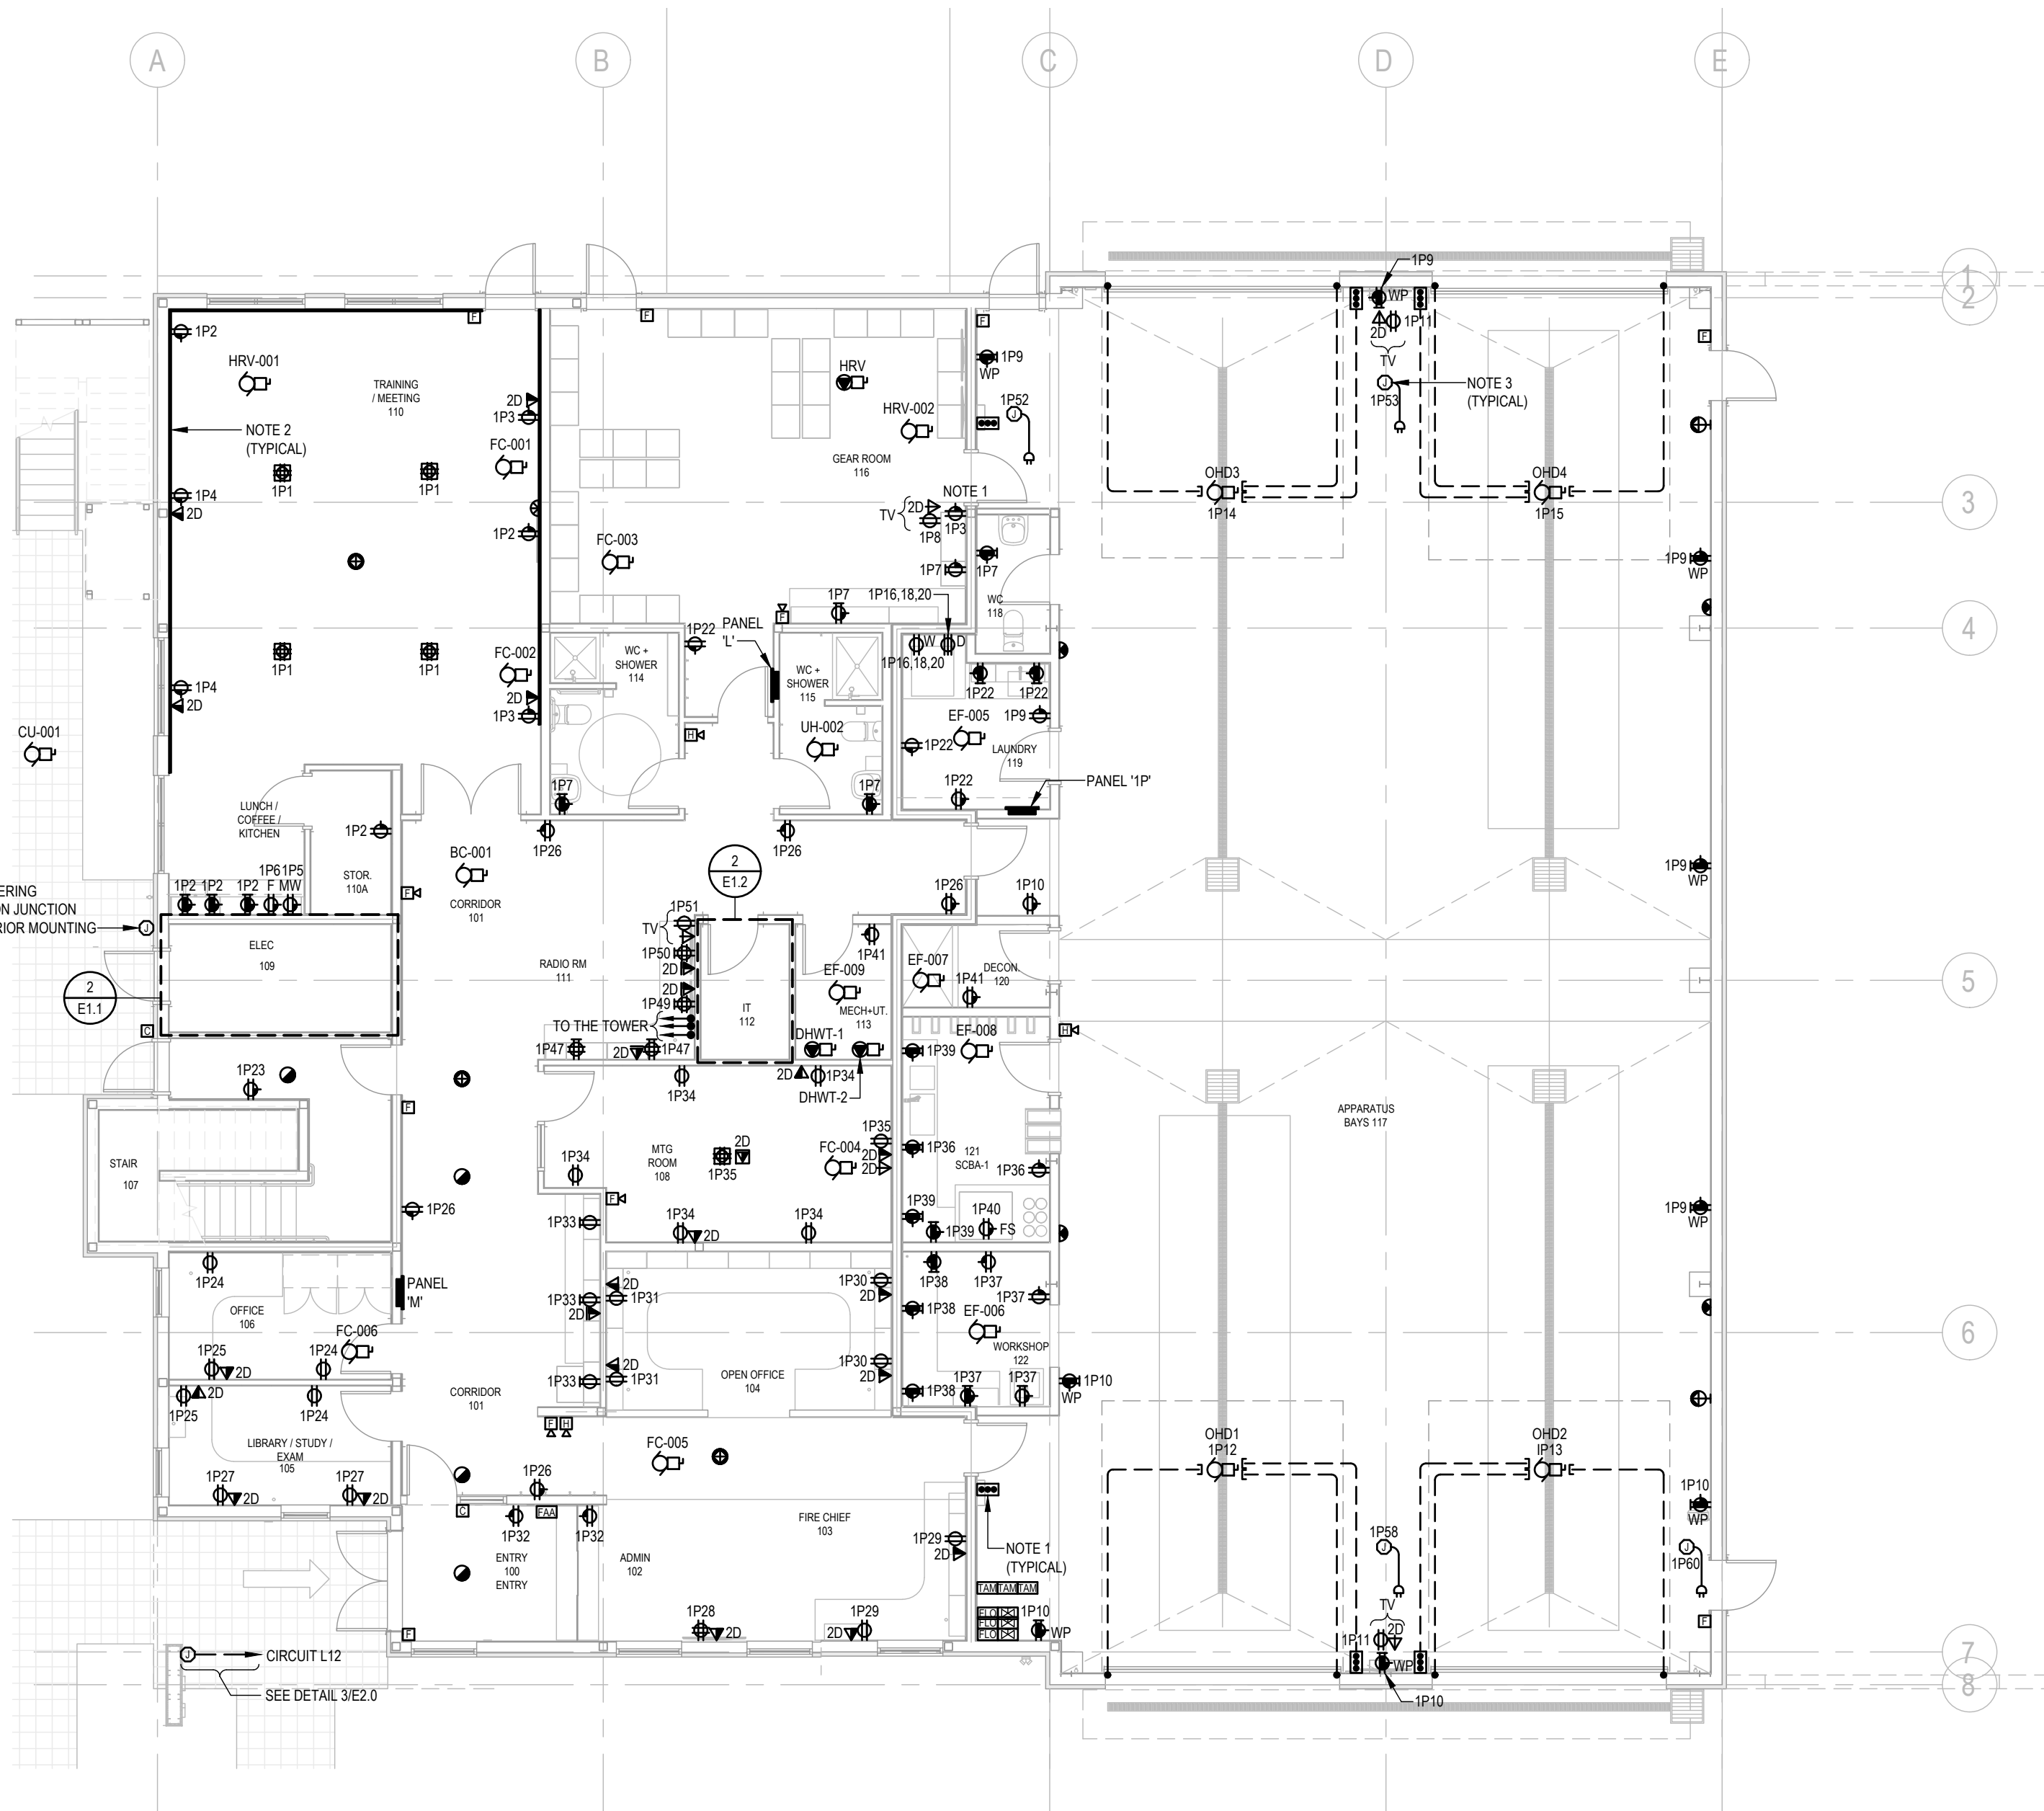 A
B
C
D
E
1
2
3
4
5
6
7
8
1P9
WP
1P11
2D
TV
1P53
NOTE 3
(TYPICAL)
F
F
F
F
1P2
HRV-001
TRAINING
/ MEETING
110
NOTE 2
(TYPICAL)
2D
1P3
FC-001
1P1
1P1
1P4
2D
1P2
HRV
HRV-002
GEAR ROOM
116
1P9
WP
1P52
J
J
OHD3
1P14
OHD4
1P15
NOTE 1
TV
2D
1P8
1P3
FC-003
1P7
1P7
1P9
WP
1P7
1P16,18,20
WC
118
F
1P22
PANEL
'L'
WC +
SHOWER
114
WC +
SHOWER
115
W
D
1P16,18,20
1P1
1P1
FC-002
2D
1P3
1P4
2D
1P22
1P22
1P9
EF-005
H
UH-002
1P22
LAUNDRY
119
CU-001
1P22
PANEL '1P'
1P7
1P7
LUNCH /
COFFEE /
KITCHEN
1P2
1P26
1P26
BC-001
2
E1.2
STOR.
110A
F
1P6
1P5
1P2
1P2
1P2
F
MW
CORRIDOR
101
1P26
1P10
1P9
WP
ERING
ON JUNCTION
RIOR MOUNTING
J
ELEC
109
2
E1.1
C
TV
1P51
1P50
2D
2D
1P49
RADIO RM
111
TO THE TOWER
IT
112
1P41
EF-009
MECH+UT.
113
EF-007
DECON.
120
1P41
EF-008
H
DHWT-1
1P47
2D
1P47
1P39
2D
1P34
1P34
DHWT-2
1P23
F
APPARATUS
BAYS 117
STAIR
107
1P34
MTG
ROOM
108
2D
1P35
FC-004
1P35
2D
2D
1P36
121
SCBA-1
1P36
F
1P26
1P33
1P34
2D
1P34
1P39
1P39
1P40
FS
1P9
WP
1P24
PANEL
'M'
OFFICE
106
FC-006
1P33
2D
2D
1P31
1P30
2D
1P38
1P37
1P37
1P38
EF-006
WORKSHOP
122
1P25
2D
1P24
2D
1P31
1P33
OPEN OFFICE
104
1P30
2D
1P38
1P37
1P37
1P10
WP
1P25
2D
1P24
CORRIDOR
101
LIBRARY / STUDY /
EXAM
105
F
H
FC-005
OHD1
1P12
OHD2
IP13
1P27
2D
1P27
2D
1P26
C
1P32
FAA
1P32
FIRE CHIEF
103
1P29
2D
NOTE 1
(TYPICAL)
1P10
WP
1P58
J
J
1P60
ENTRY
100
ENTRY
ADMIN
102
TAM
TAM
TAM
FLO
FLO
FLO
1P10
WP
1P28
2D
2D
1P29
F
F
TV
1P11
2D
WP
1P10
J
CIRCUIT L12
SEE DETAIL 3/E2.0